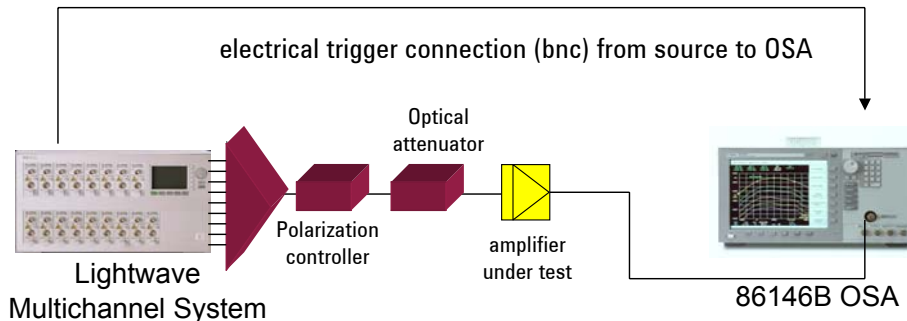 electrical trigger connection (bnc) from source to OSA
Optical
attenuator
Polarization
controller
amplifier
under test
Lightwave
Multichannel System
86146B OSA